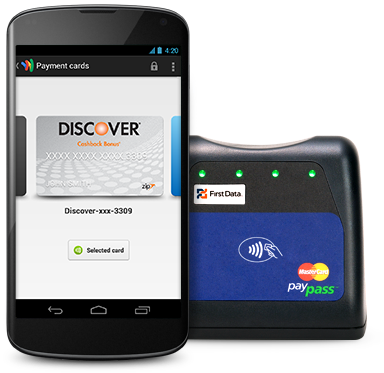 4:20
Payment cards
DISCOVER
Cashback Bonus
zip
Discover-xxx-3309
Selected card
First Data
MasterCard
paypass